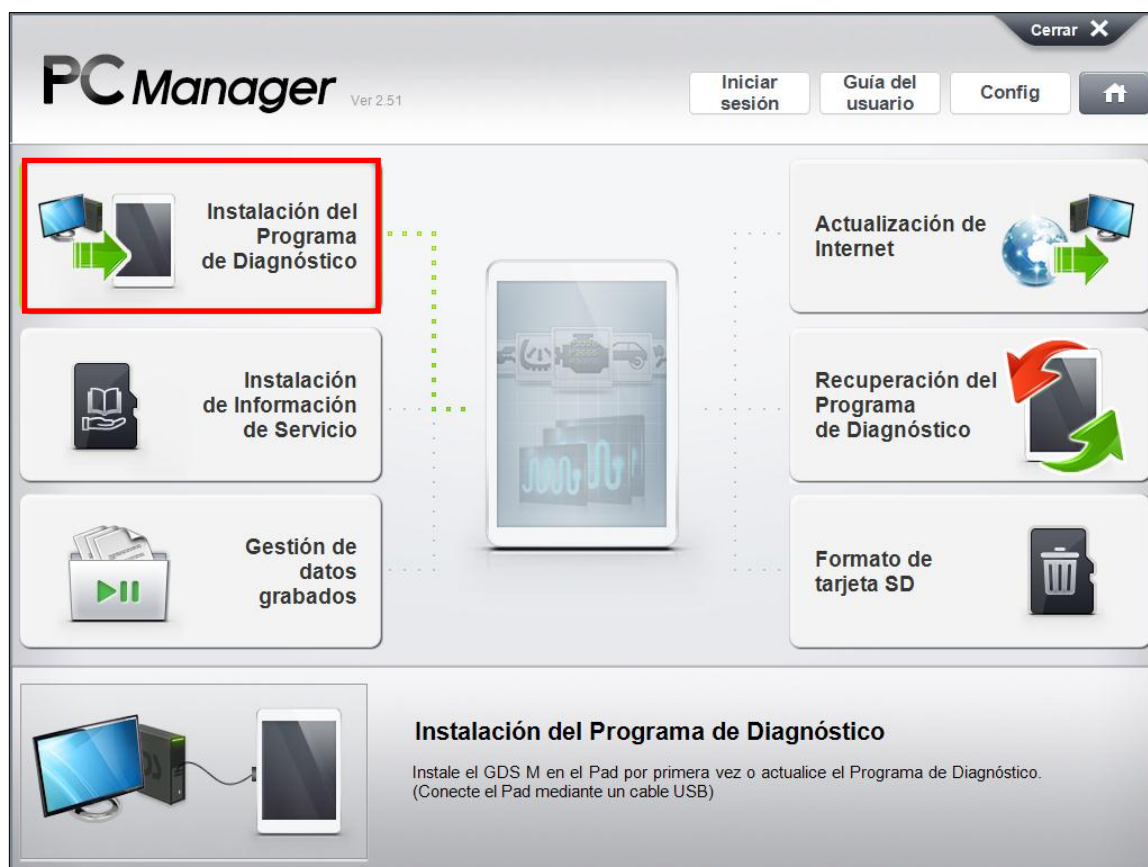 Cerrar X
PC Manager Ver 2.51
Iniciar
sesión
Guía del
usuario
Config
Instalación del
Programa
de Diagnóstico
Actualización de
Internet
Instalación
de Información
de Servicio
Recuperación del
Programa
de Diagnóstico
Gestión de
datos
grabados
Formato de
tarjeta SD
Instalación del Programa de Diagnóstico
Instale el GDS M en el Pad por primera vez o actualice el Programa de Diagnóstico.
(Conecte el Pad mediante un cable USB)